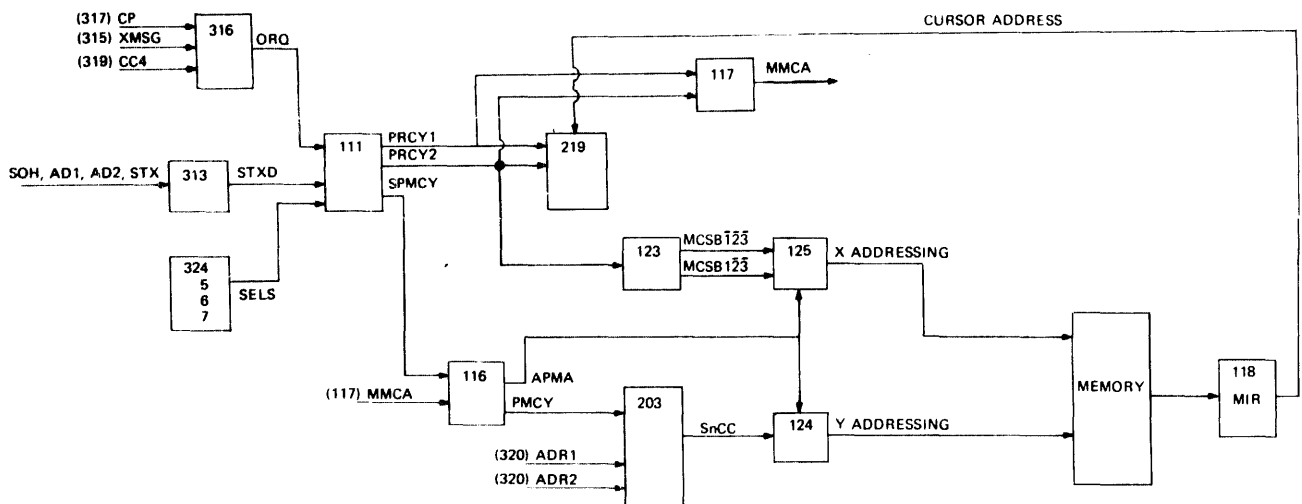 CURSOR ADDRESS
(317) CP
(315) XMSG
(319) CC4
316
ORQ
117
MMCA
111
PRCY1
PRCY2
SPMCY
219
SOH, AD1, AD2, STX
313
STXD
324
5
6
7
SELS
123
MCSB1̅2̅3̅
MCSB12̅3̅
125
X ADDRESSING
(117) MMCA
116
APMA
PMCY
203
(320) ADR1
(320) ADR2
SnCC
124
Y ADDRESSING
MEMORY
118
MIR